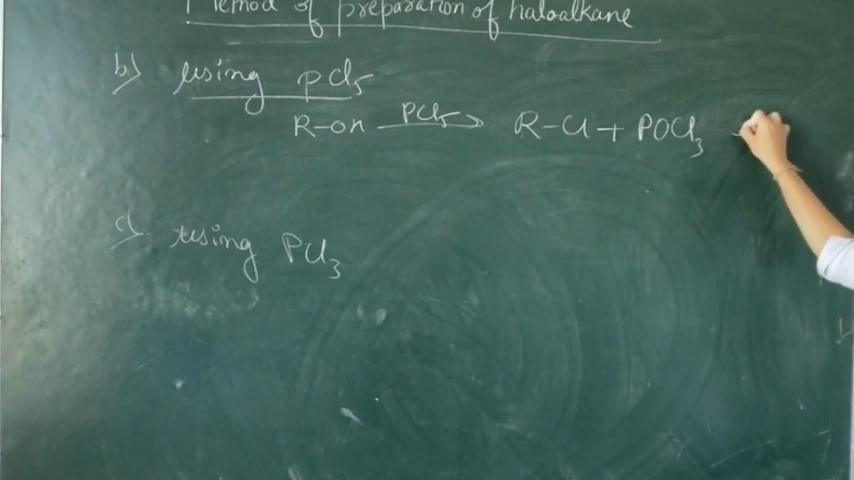 Method of preparation of haloalkane
b) using pcl5
R-OH PCl5 → R-Cl + POCl3
c). using PCl3